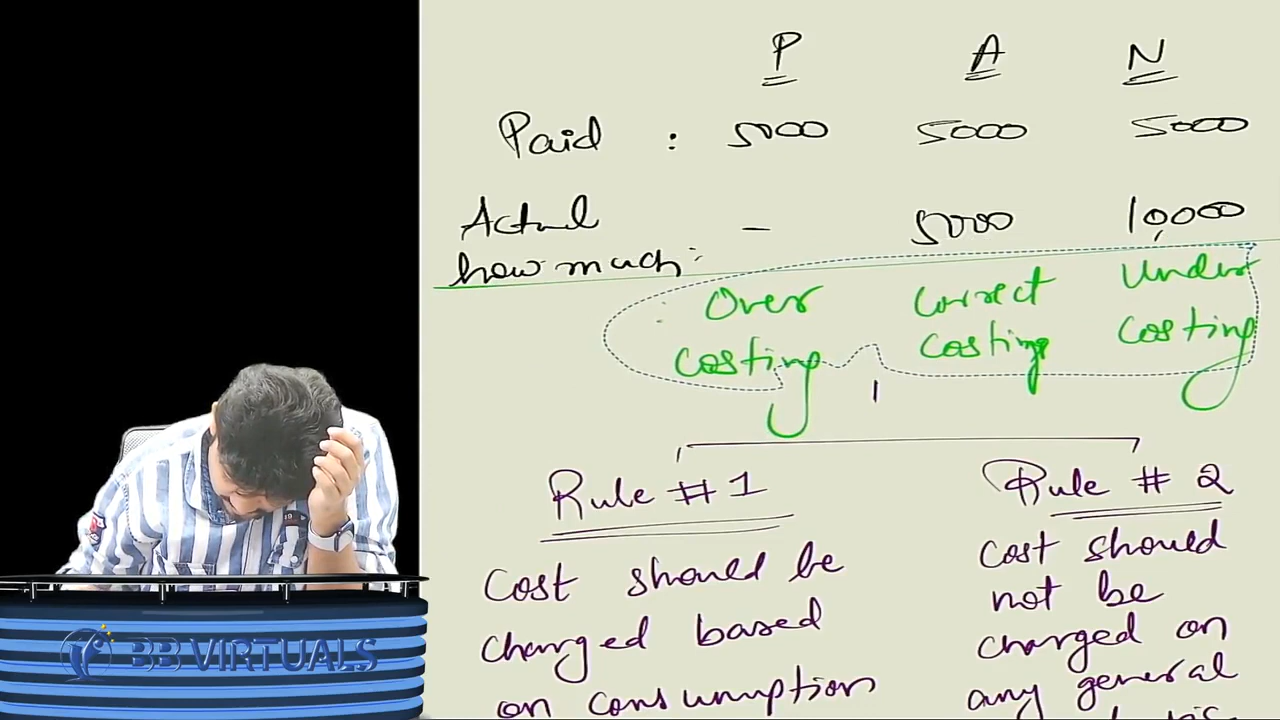 P A N
Paid : 5000 5000 5000
Actual
how much : - 5000 10,000
Over Correct Under
Costing Costing Costing
Rule #1 Rule # 2
Cost should be
charged based
on consumption
Cost should
not be
charged on
any general
BB VIRTUALS